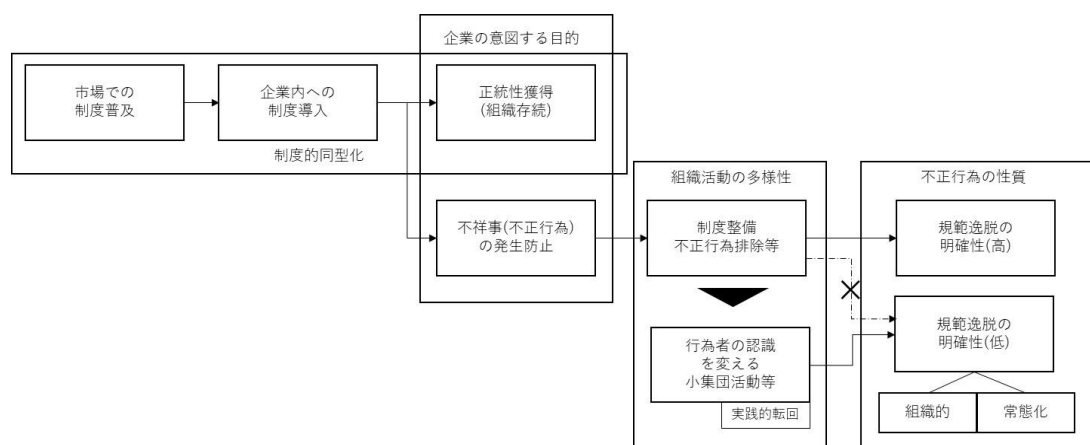 企業の意図する目的
市場での
制度普及
企業内への
制度導入
正統性獲得
(組織存続)
制度的同型化
組織活動の多様性
不正行為の性質
不祥事(不正行為)
の発生防止
制度整備
不正行為排除等
規範逸脱の
明確性(高)
行為者の認識
を変える
小集団活動等
実践的転回
規範逸脱の
明確性(低)
組織的
常態化